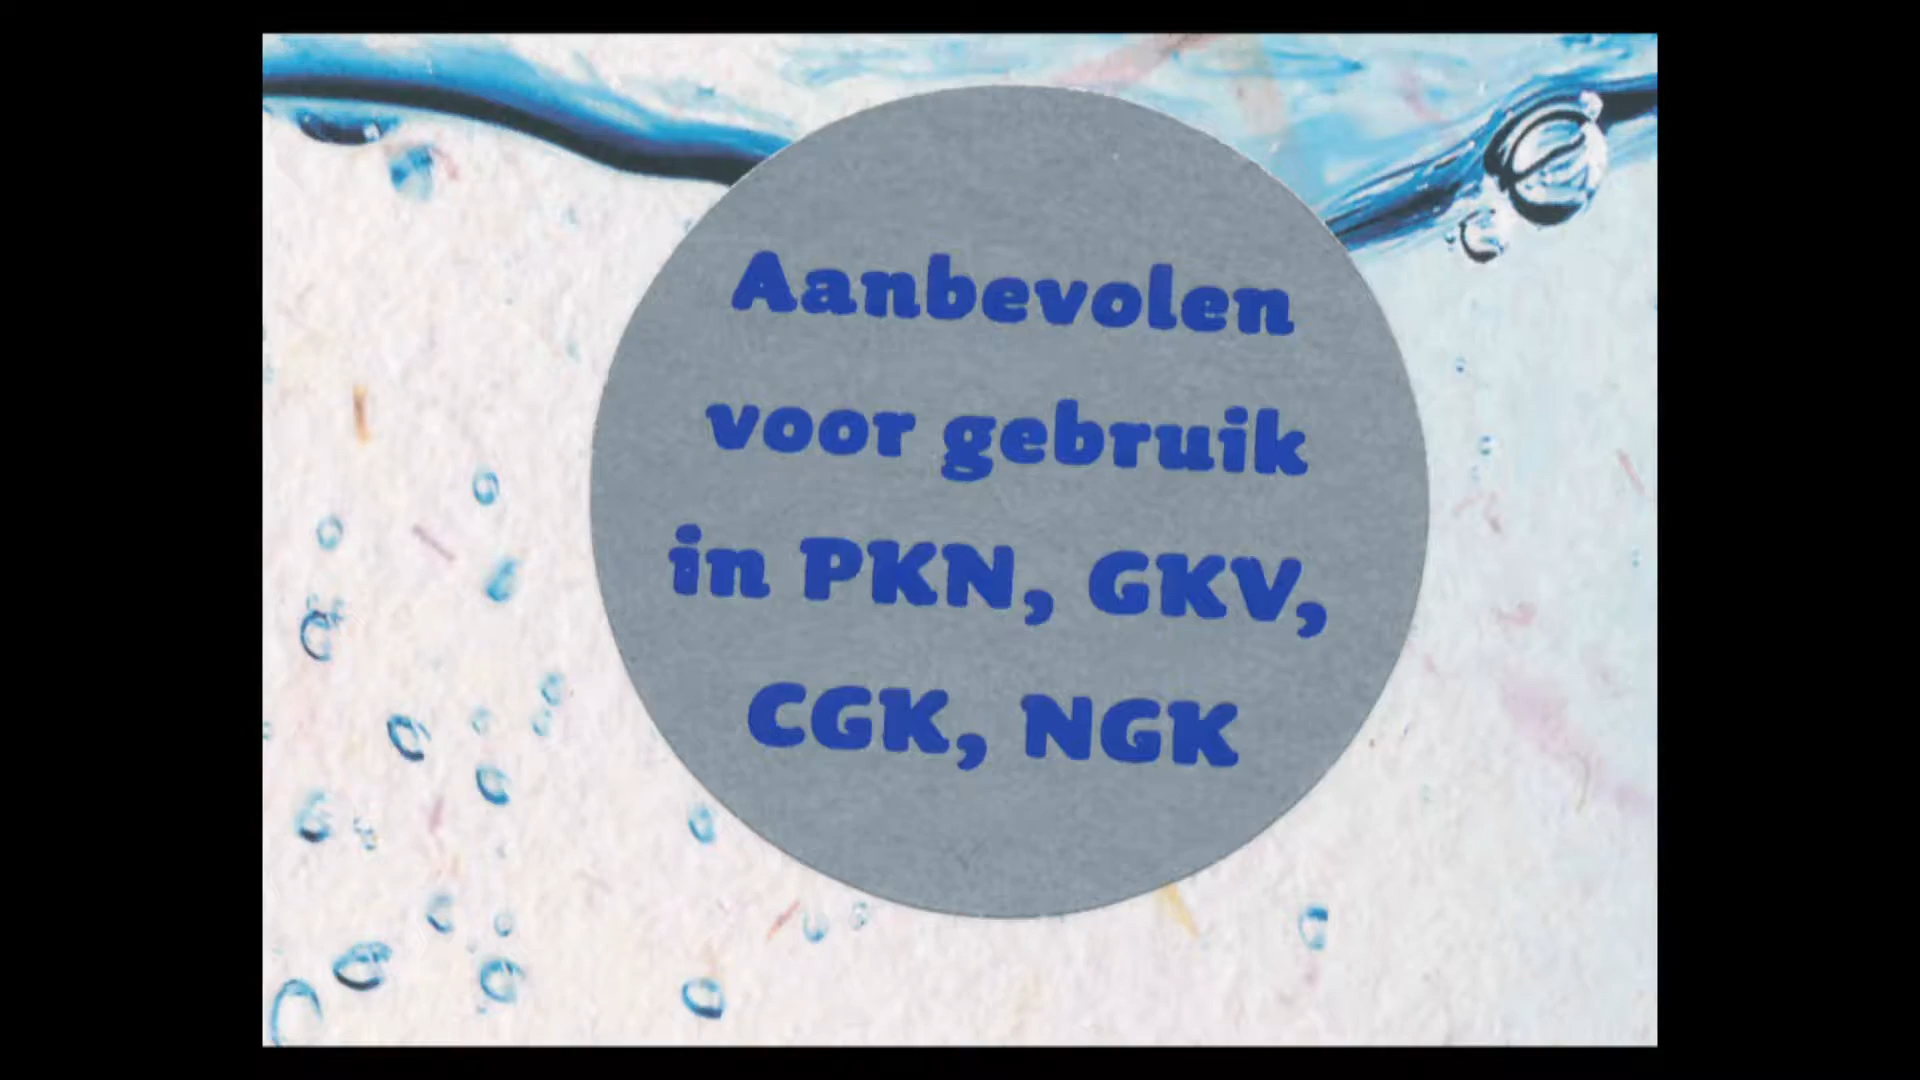 Aanbevolen
voor gebruik
in PKN, GKV,
CGK, NGK